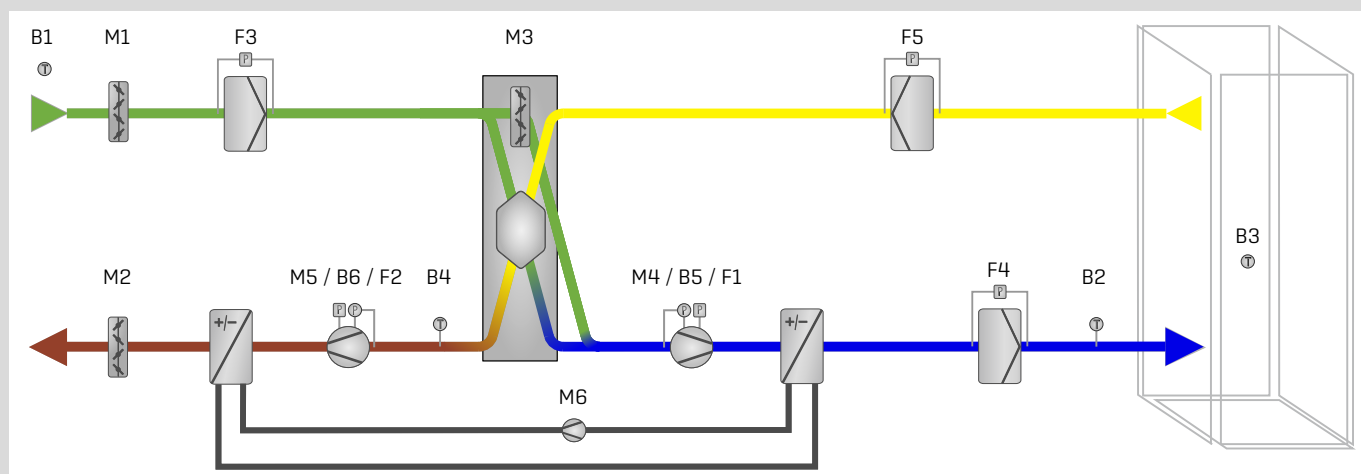 B1 M1 F3 M3 F5
P P
T
B3
T
M2 M5 / B6 / F2 B4 M4 / B5 / F1 F4 B2
P P T P P P T
+/– +/–
M6